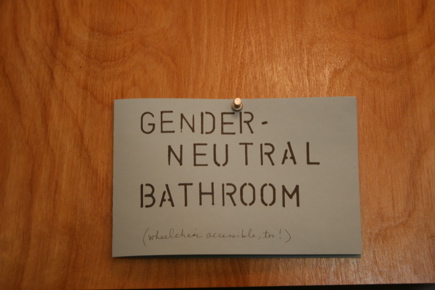 GENDER-
NEUTRAL
BATHROOM
(wheelchair accessible, too!)